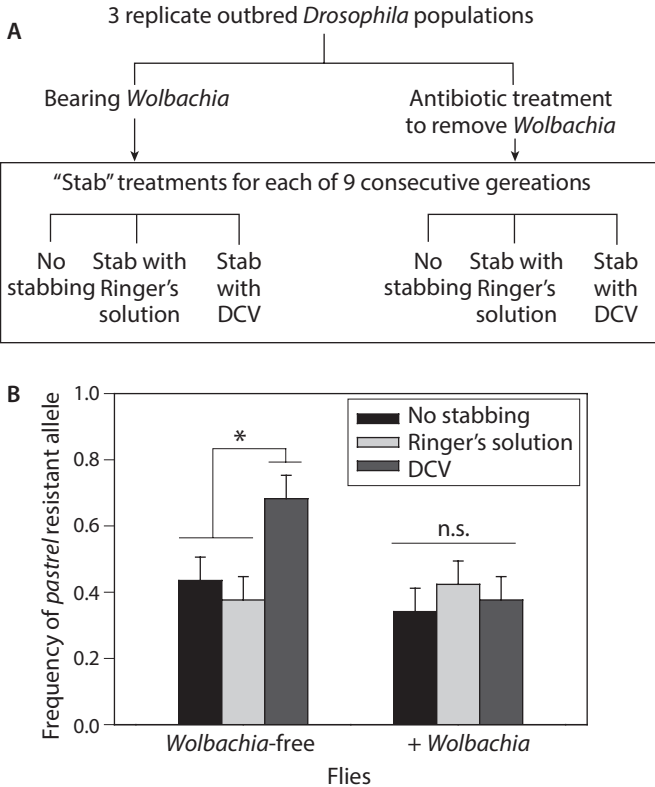 A
3 replicate outbred Drosophila populations
Bearing Wolbachia
Antibiotic treatment
to remove Wolbachia
“Stab” treatments for each of 9 consecutive gereations
No
stabbing
Stab with
Ringer’s
solution
Stab
with
DCV
No
stabbing
Stab with
Ringer’s
solution
Stab
with
DCV
B
Frequency of pastrel resistant allele
1.0
0.8
0.6
0.4
0.2
0.0
No stabbing
Ringer’s solution
DCV
*
n.s.
Wolbachia-free
+ Wolbachia
Flies